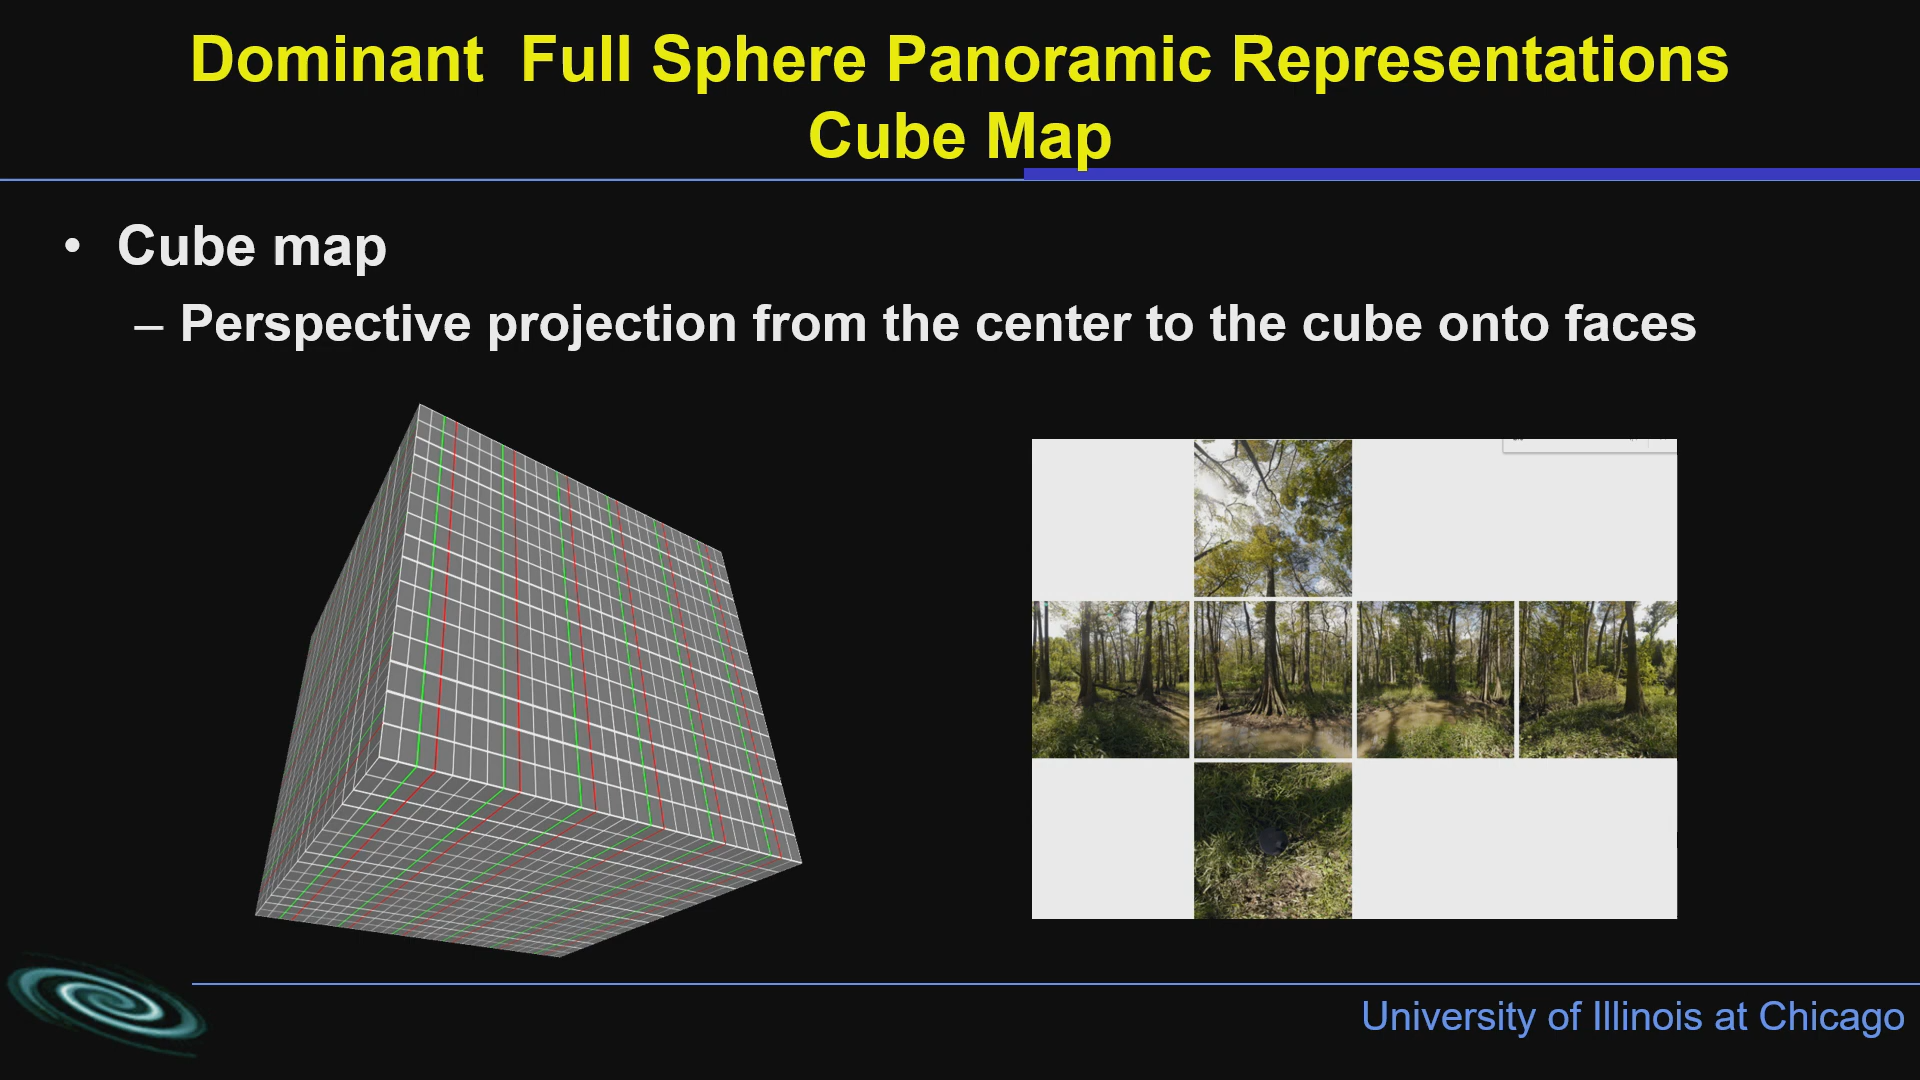 Dominant  Full Sphere Panoramic Representations
Cube Map
• Cube map
– Perspective projection from the center to the cube onto faces
University of Illinois at Chicago